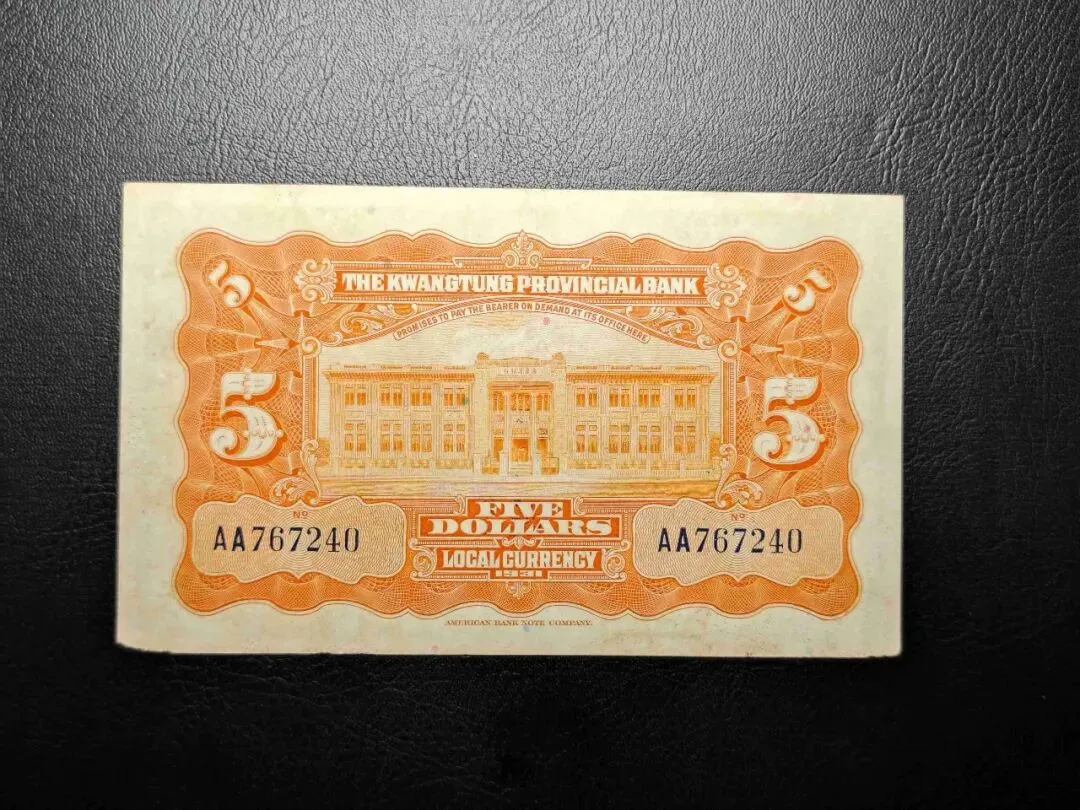 THE KWANGTUNG PROVINCIAL BANK
PROMISES TO PAY THE BEARER ON DEMAND AT ITS OFFICE HERE
5 5
5 5
Nº Nº
AA767240 AA767240
FIVE
DOLLARS
LOCAL CURRENCY
1931
AMERICAN BANK NOTE COMPANY.